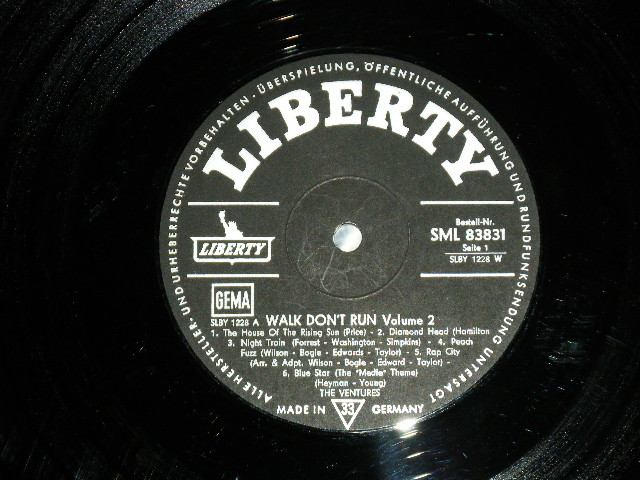 ALLE HERSTELLER- UND URHEBERRECHTE VORBEHALTEN · ÜBERSPIELUNG, ÖFFENTLICHE AUFFÜHRUNG UND RUNDFUNKSENDUNG UNTERSAGT
LIBERTY
LIBERTY
Bestell-Nr.
SML 83831
Seite 1
SLBY 1228 W
GEMA
SLBY 1228 A WALK DON'T RUN Volume 2
1. The House Of The Rising Sun (Price) - 2. Diamond Head (Hamilton
3. Night Train (Forrest - Washington - Simpkins) - 4. Peach
Fuzz (Wilson - Bogle - Edwards - Taylor) - 5. Rap City
(Arr. & Adpt. Wilson - Bogle - Edward - Taylor)
6. Blue Star (The "Medic" Theme)
(Heyman - Young)
THE VENTURES
MADE IN 33 GERMANY